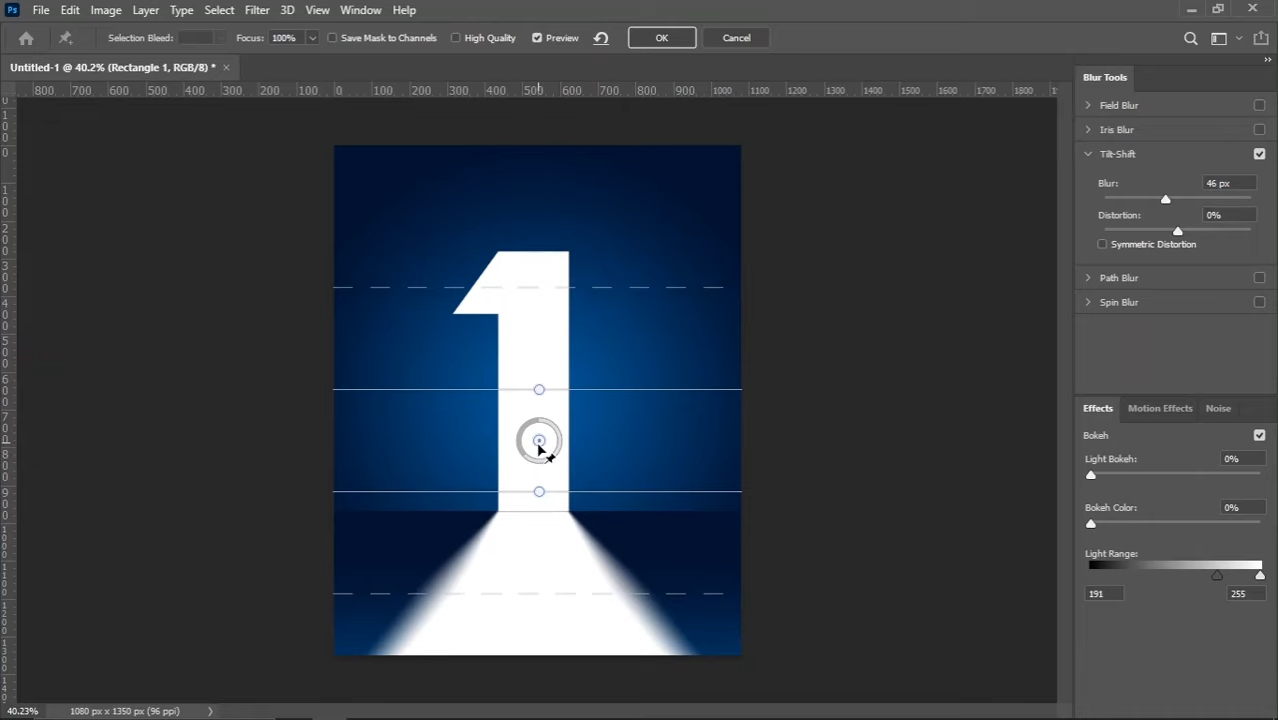 Ps File Edit Image Layer Type Select Filter 3D View Window Help
Selection Bleed: Focus: 100% Save Mask to Channels High Quality Preview OK Cancel
Untitled-1 @ 40.2% (Rectangle 1, RGB/8) * ×
800 700 600 500 400 300 200 100 0 100 200 300 400 500 600 700 800 900 1000 1100 1200 1300 1400 1500 1600 1700 1800
Blur Tools
Field Blur
Iris Blur
Tilt-Shift
Blur: 46 px
Distortion: 0%
Symmetric Distortion
Path Blur
Spin Blur
1
Effects Motion Effects Noise
Bokeh
Light Bokeh: 0%
Bokeh Color: 0%
Light Range:
191 255
40.23% 1080 px x 1350 px (96 ppi)